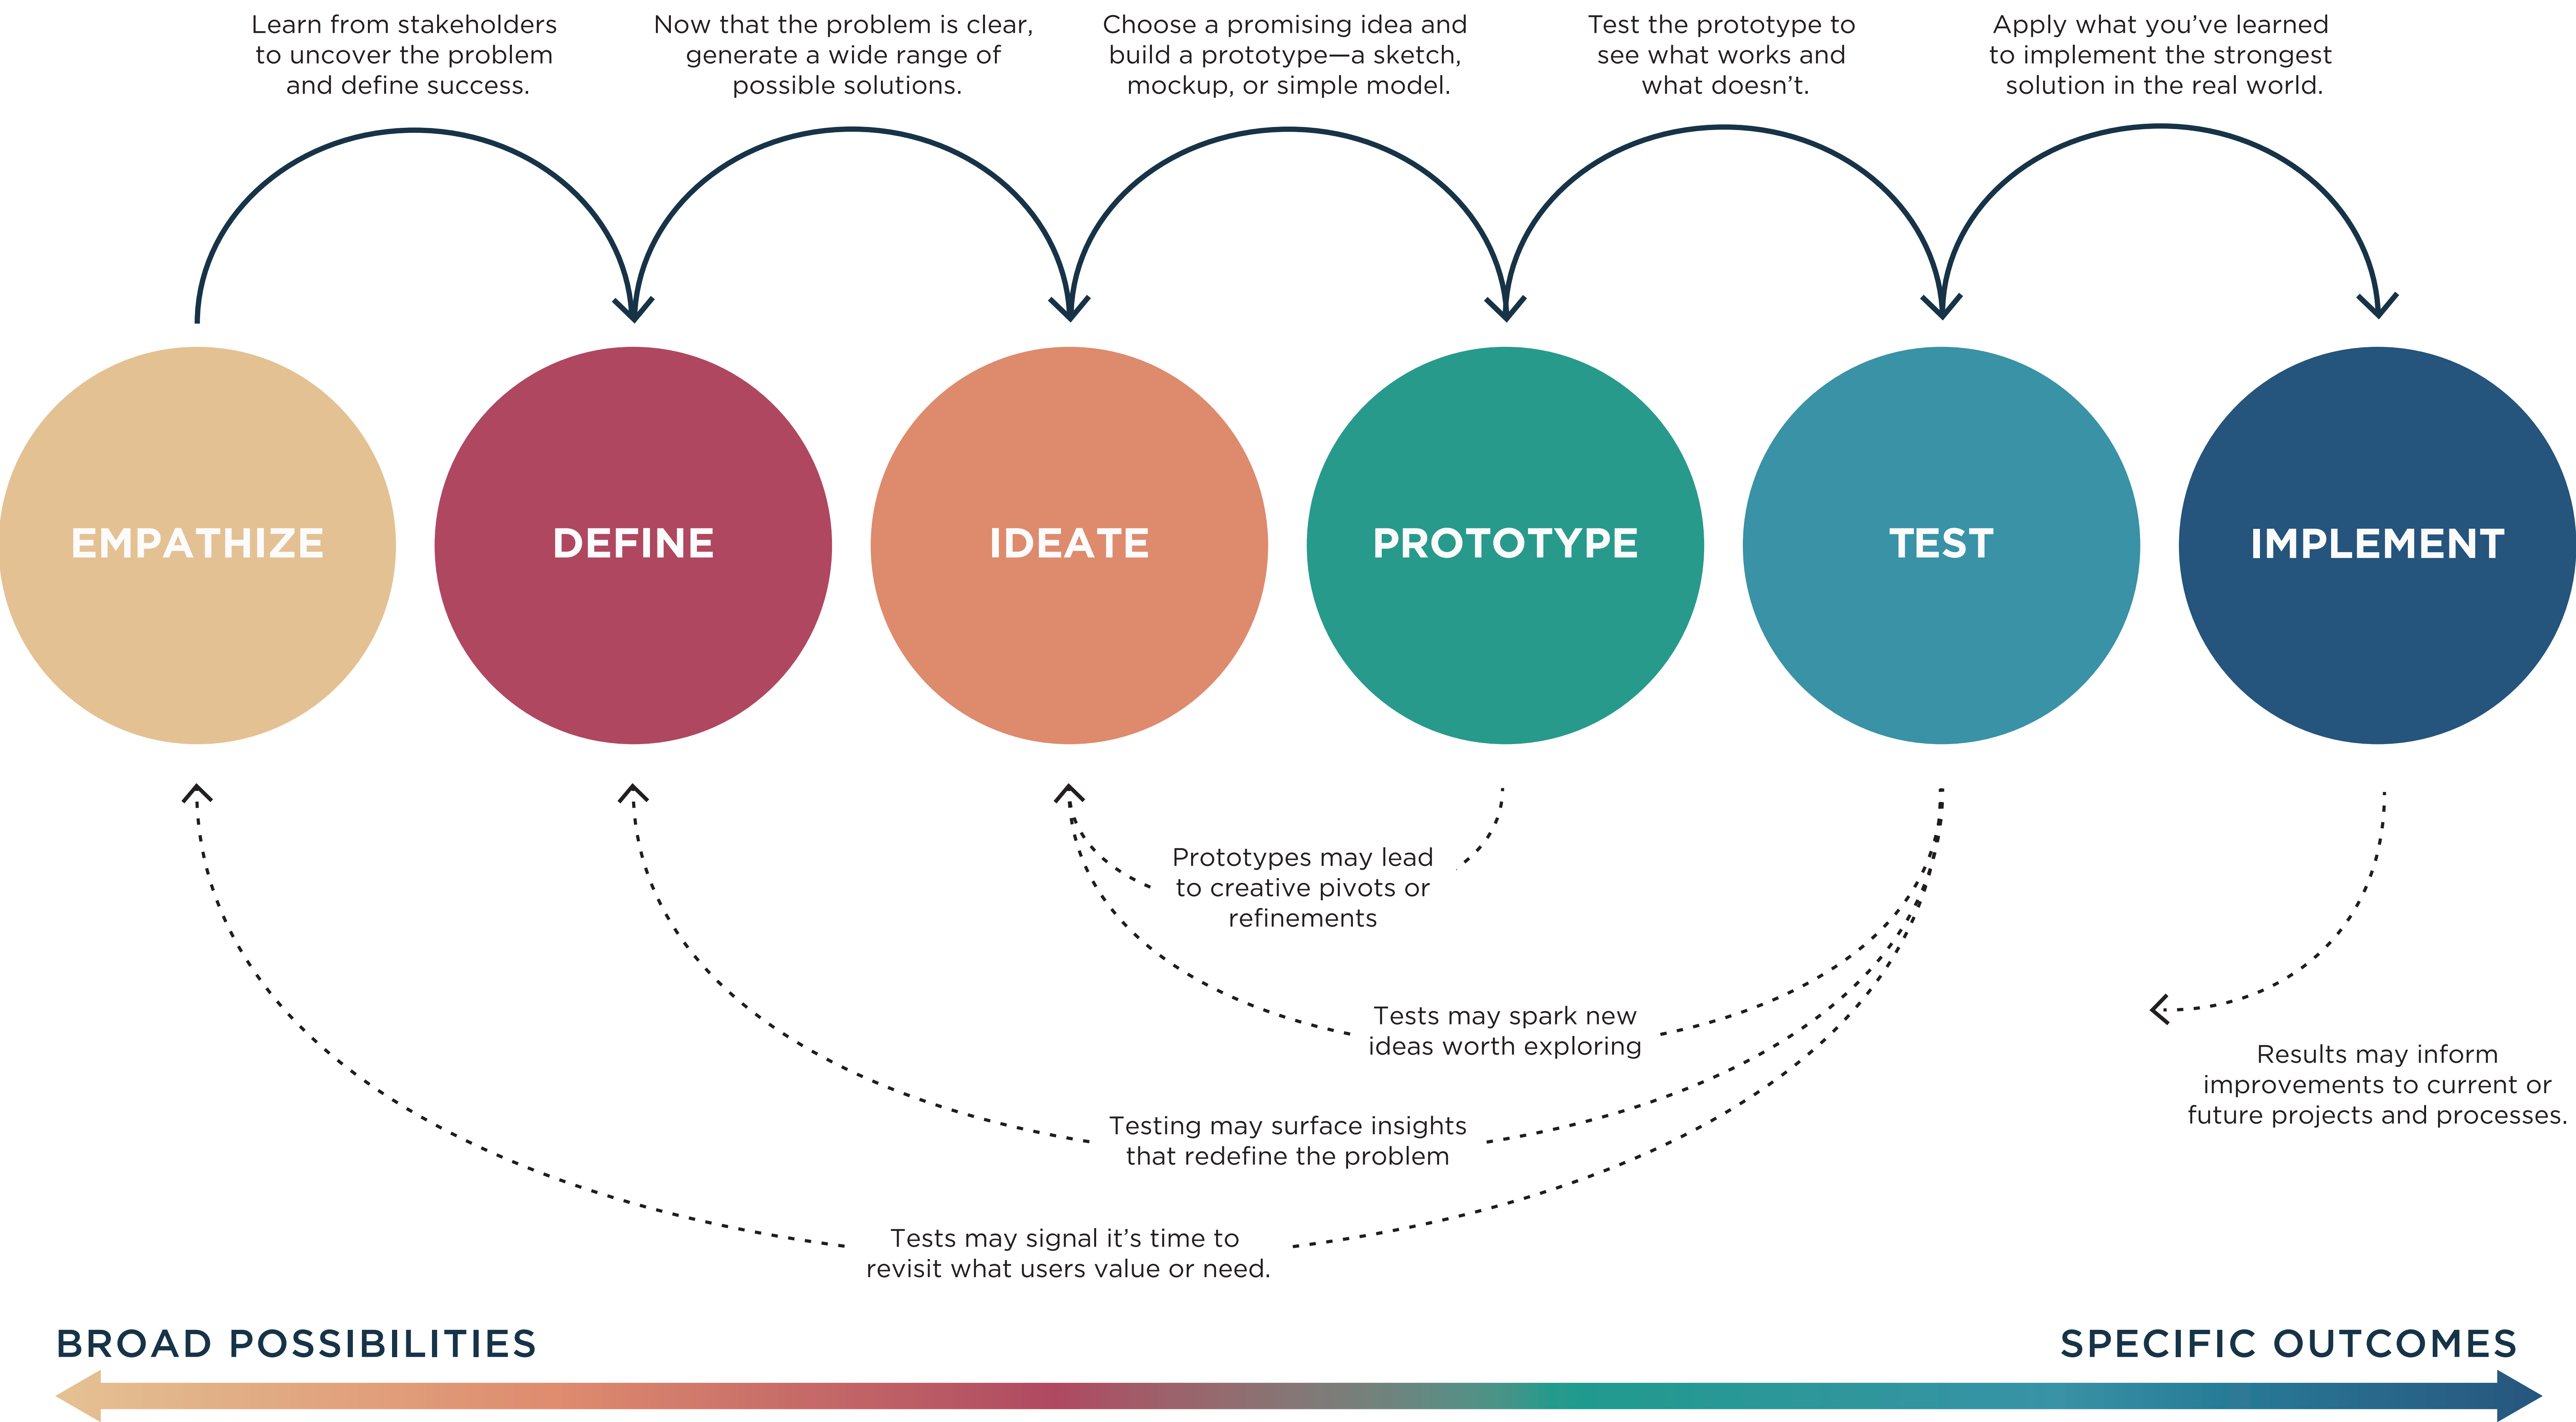 Learn from stakeholders
to uncover the problem
and define success.
Now that the problem is clear,
generate a wide range of
possible solutions.
Choose a promising idea and
build a prototype—a sketch,
mockup, or simple model.
Test the prototype to
see what works and
what doesn’t.
Apply what you’ve learned
to implement the strongest
solution in the real world.
EMPATHIZE
DEFINE
IDEATE
PROTOTYPE
TEST
IMPLEMENT
Prototypes may lead
to creative pivots or
refinements
Tests may spark new
ideas worth exploring
Results may inform
improvements to current or
future projects and processes.
Testing may surface insights
that redefine the problem
Tests may signal it’s time to
revisit what users value or need.
BROAD POSSIBILITIES
SPECIFIC OUTCOMES